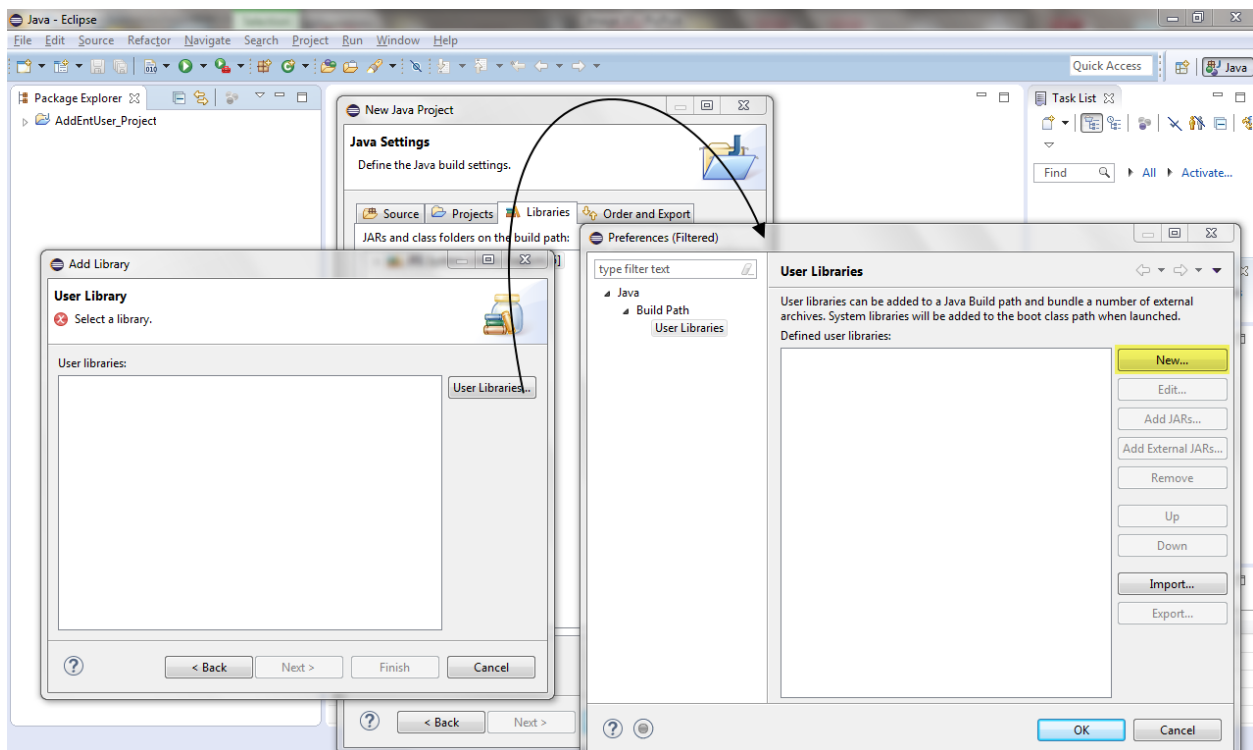 Java - Eclipse
File Edit Source Refactor Navigate Search Project Run Window Help
Quick Access
Java
Package Explorer
AddEntUser_Project
New Java Project
Java Settings
Define the Java build settings.
Source Projects Libraries Order and Export
JARs and class folders on the build path:
< Back Next >
Task List
Find All Activate...
Add Library
User Library
Select a library.
User libraries:
User Libraries...
< Back Next > Finish Cancel
Preferences (Filtered)
type filter text
Java
Build Path
User Libraries
User Libraries
User libraries can be added to a Java Build path and bundle a number of external
archives. System libraries will be added to the boot class path when launched.
Defined user libraries:
New...
Edit...
Add JARs...
Add External JARs...
Remove
Up
Down
Import...
Export...
OK Cancel